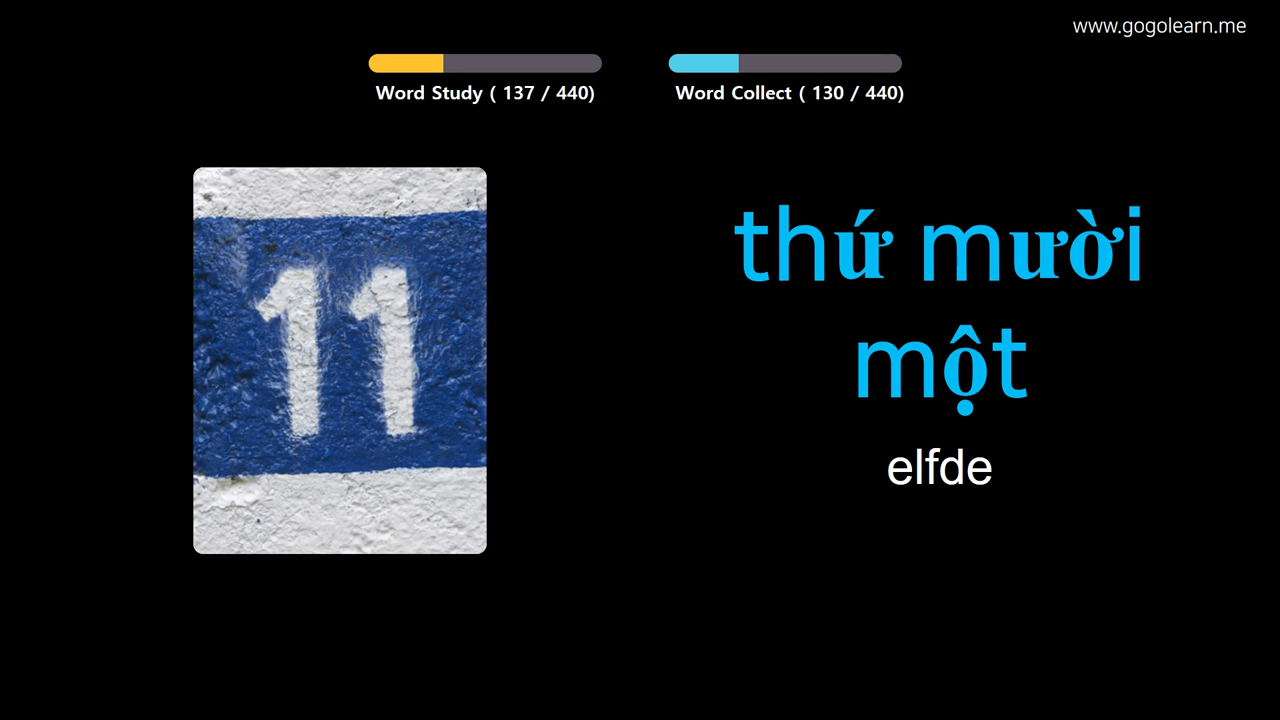 www.gogolearn.me
Word Study ( 137 / 440)
Word Collect ( 130 / 440)
11
thứ mười
một
elfde